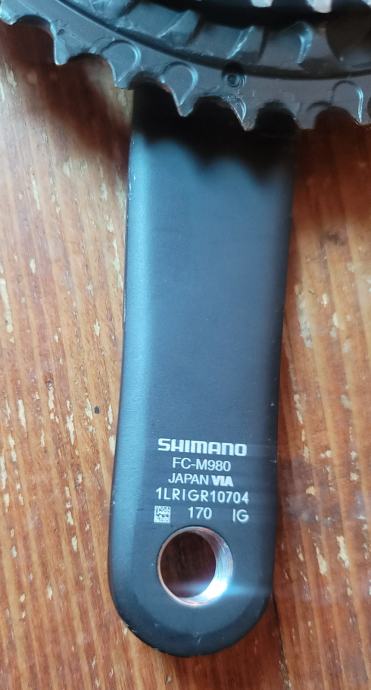 SHIMANO
FC-M980
JAPAN VIA
1LRIGR10704
170 IG